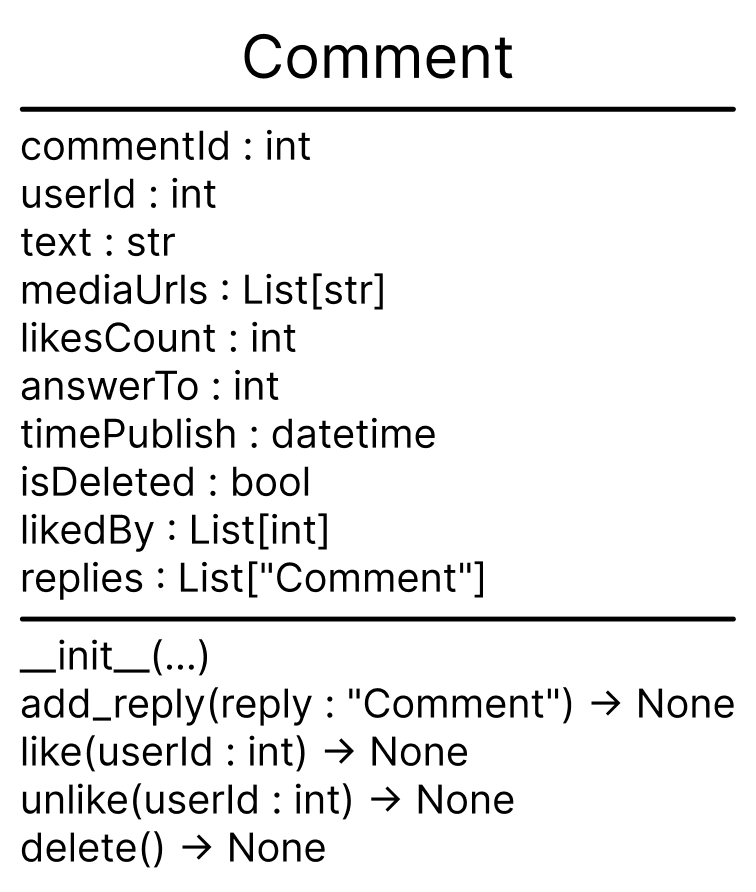 Comment
commentId : int
userId : int
text : str
mediaUrls : List[str]
likesCount : int
answerTo : int
timePublish : datetime
isDeleted : bool
likedBy : List[int]
replies : List["Comment"]
__init__(...)
add_reply(reply : "Comment") → None
like(userId : int) → None
unlike(userId : int) → None
delete() → None